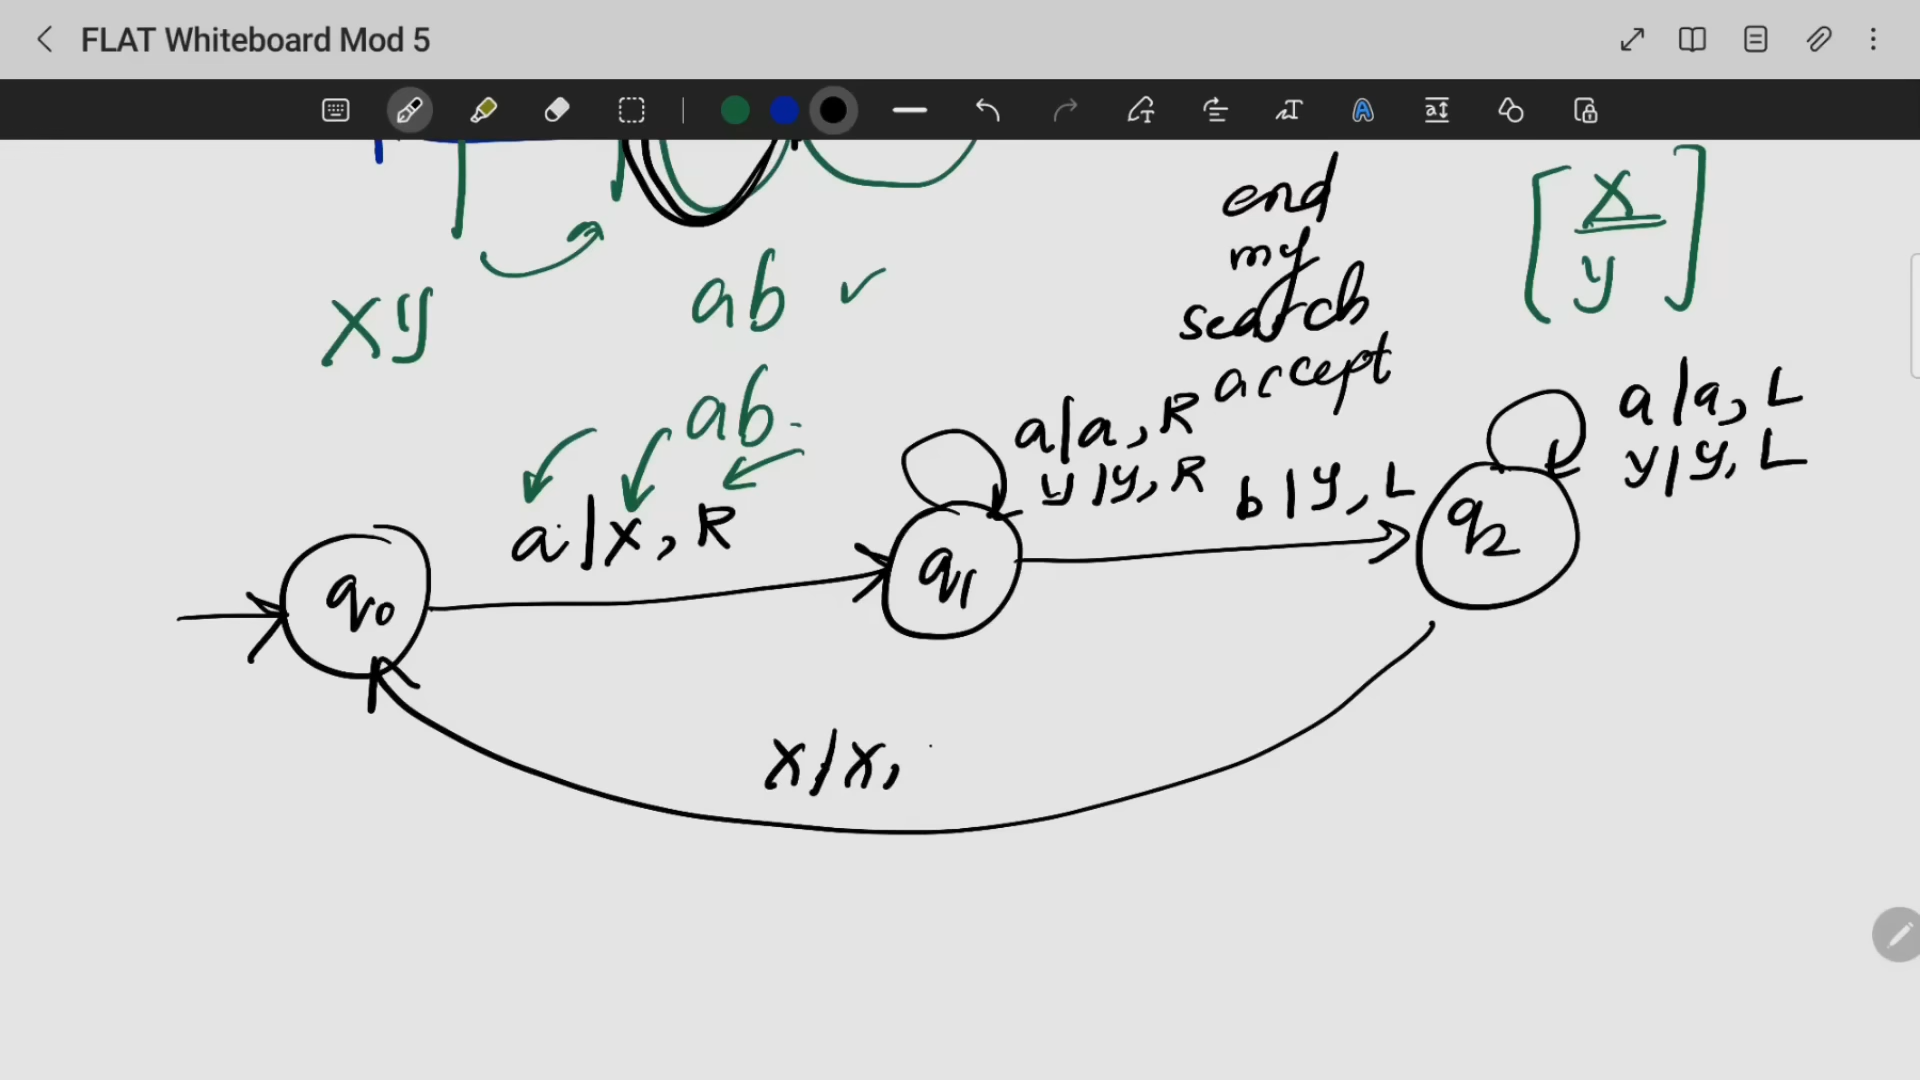 FLAT Whiteboard Mod 5
end
my
search
accept
x
y
xy
ab ✓
ab
a|x, R
a|a, R
y|y, R
b|y, L
a|a, L
y|y, L
q0
q1
q2
x/x,